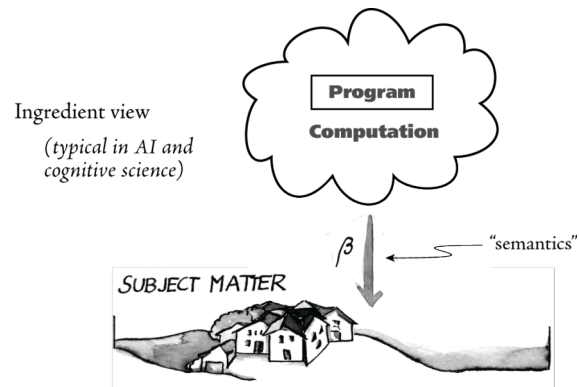 Program
Ingredient view
Computation
(typical in AI and
cognitive science)
β
“semantics”
SUBJECT MATTER